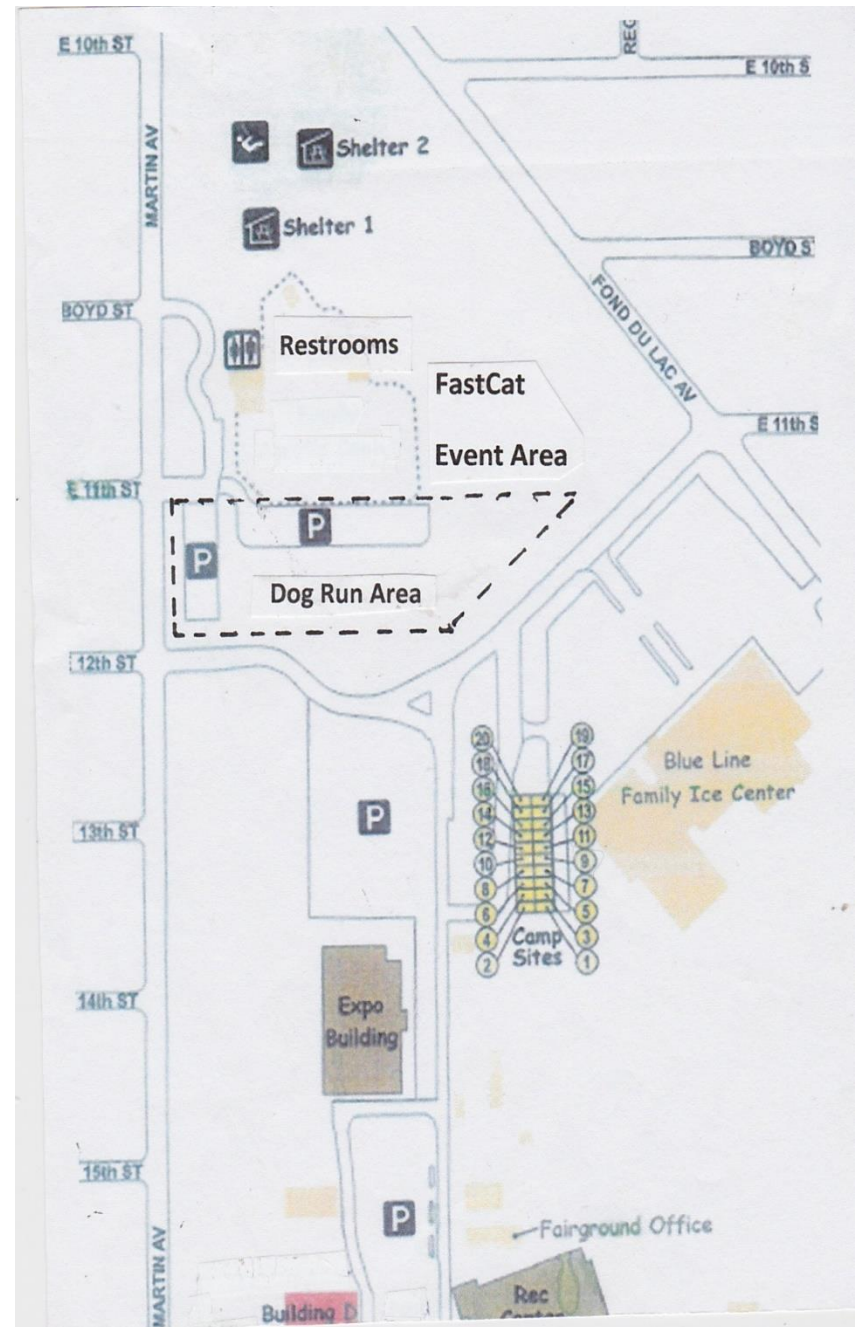 E 10th ST
REC
E 10th S
MARTIN AV
Shelter 2
Shelter 1
BOYD S
BOYD ST
FOND DU LAC AV
Restrooms
FastCat
Event Area
E 11th S
E 11th ST
P
P
Dog Run Area
12th ST
20
19
18
17
16
15
14
13
12
11
10
9
8
7
6
5
4
3
2
1
Camp
Sites
Blue Line
Family Ice Center
P
13th ST
14th ST
Expo
Building
15th ST
P
Fairground Office
MARTIN AV
Building D
Rec
Center